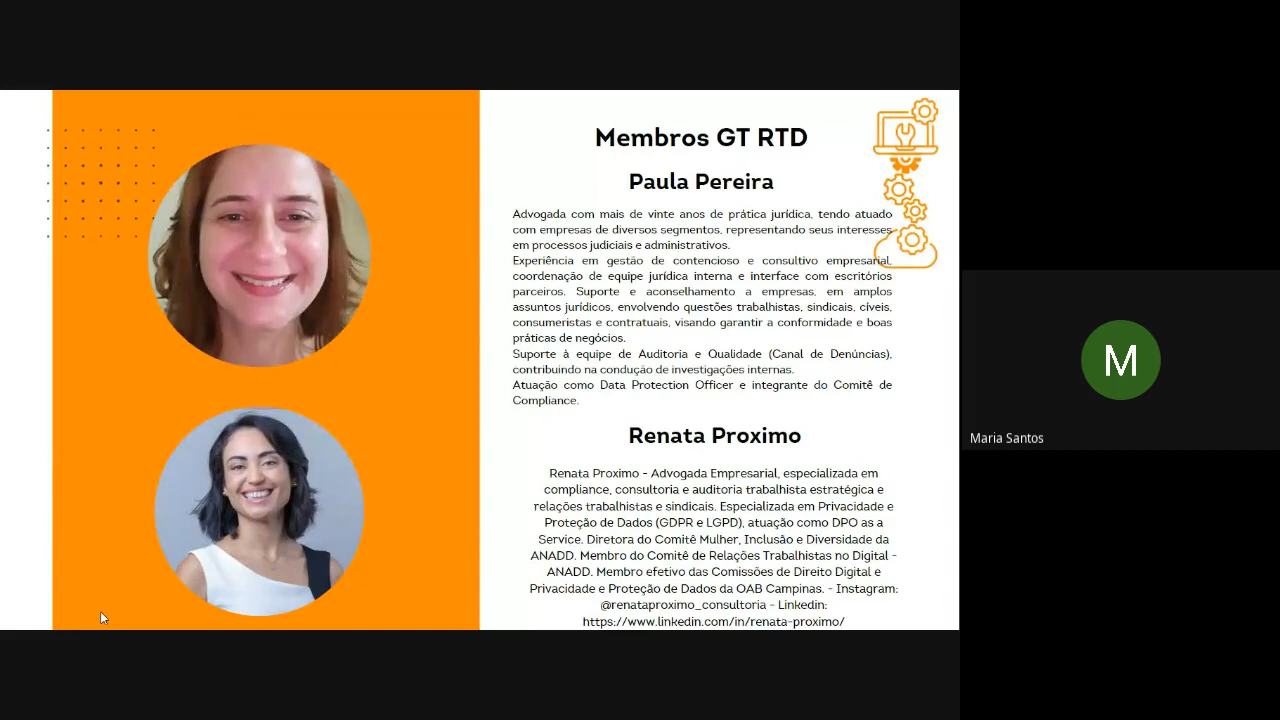 Membros GT RTD
Paula Pereira
Advogada com mais de vinte anos de prática jurídica, tendo atuado
com empresas de diversos segmentos, representando seus interesses
em processos judiciais e administrativos.
Experiência em gestão de contencioso e consultivo empresarial,
coordenação de equipe jurídica interna e interface com escritórios
parceiros. Suporte e aconselhamento a empresas, em amplos
assuntos jurídicos, envolvendo questões trabalhistas, sindicais, cíveis,
consumeristas e contratuais, visando garantir a conformidade e boas
práticas de negócios.
Suporte à equipe de Auditoria e Qualidade (Canal de Denúncias),
contribuindo na condução de investigações internas.
Atuação como Data Protection Officer e integrante do Comitê de
Compliance.
Renata Proximo
Renata Proximo - Advogada Empresarial, especializada em
compliance, consultoria e auditoria trabalhista estratégica e
relações trabalhistas e sindicais. Especializada em Privacidade e
Proteção de Dados (GDPR e LGPD), atuação como DPO as a
Service. Diretora do Comitê Mulher, Inclusão e Diversidade da
ANADD. Membro do Comitê de Relações Trabalhistas no Digital -
ANADD. Membro efetivo das Comissões de Direito Digital e
Privacidade e Proteção de Dados da OAB Campinas. - Instagram:
@renataproximo_consultoria - Linkedin:
https://www.linkedin.com/in/renata-proximo/
M
Maria Santos